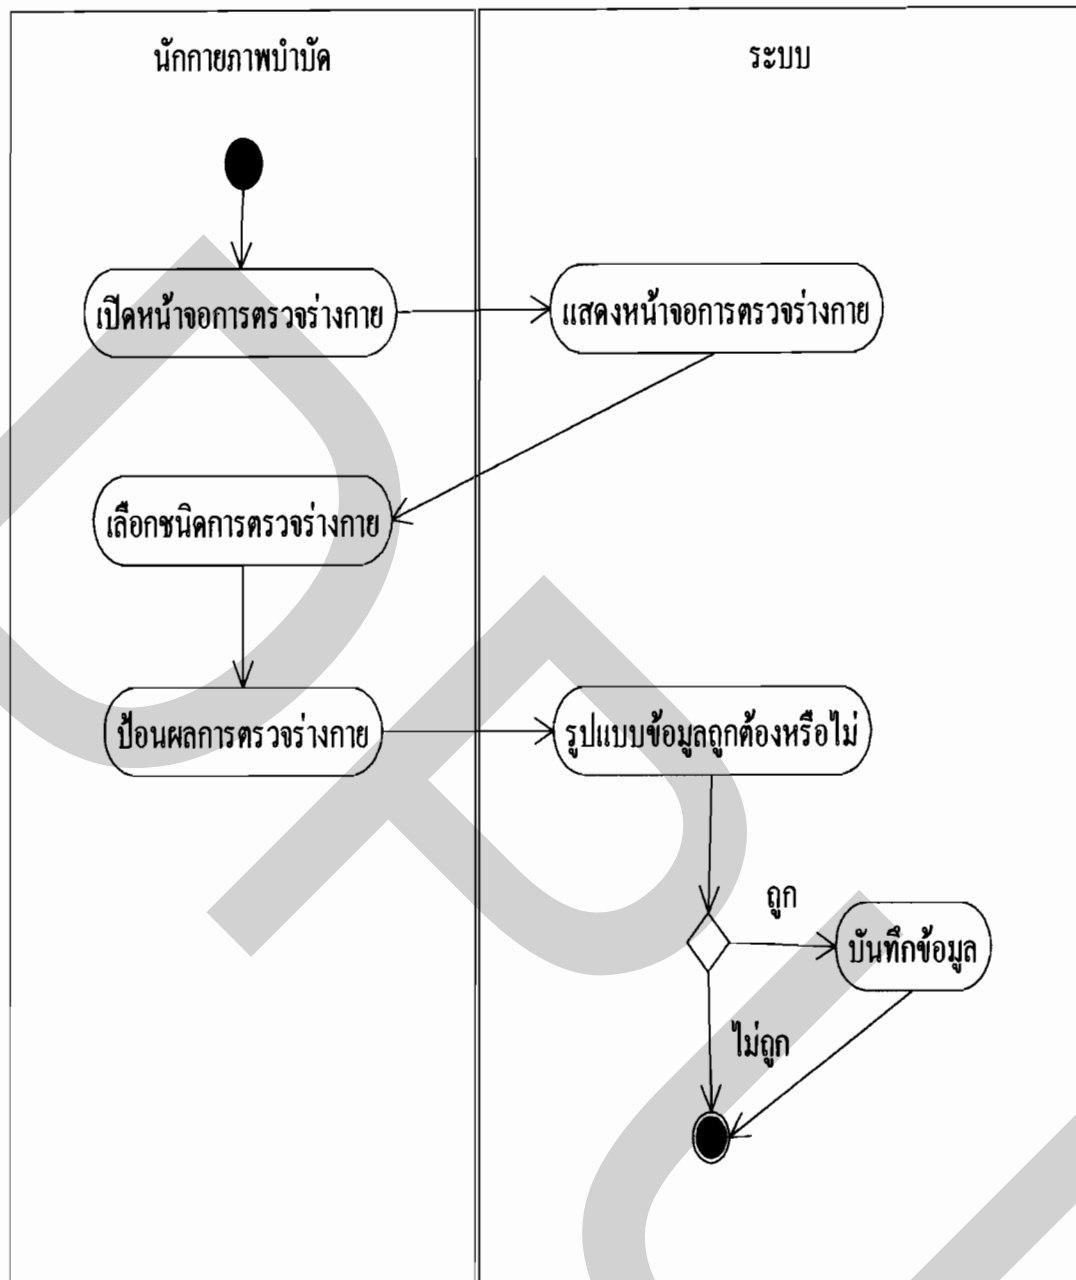 นักกายภาพบำบัด
ระบบ
เปิดหน้าจอการตรวจร่างกาย
แสดงหน้าจอการตรวจร่างกาย
เลือกชนิดการตรวจร่างกาย
ป้อนผลการตรวจร่างกาย
รูปแบบข้อมูลถูกต้องหรือไม่
ถูก
บันทึกข้อมูล
ไม่ถูก